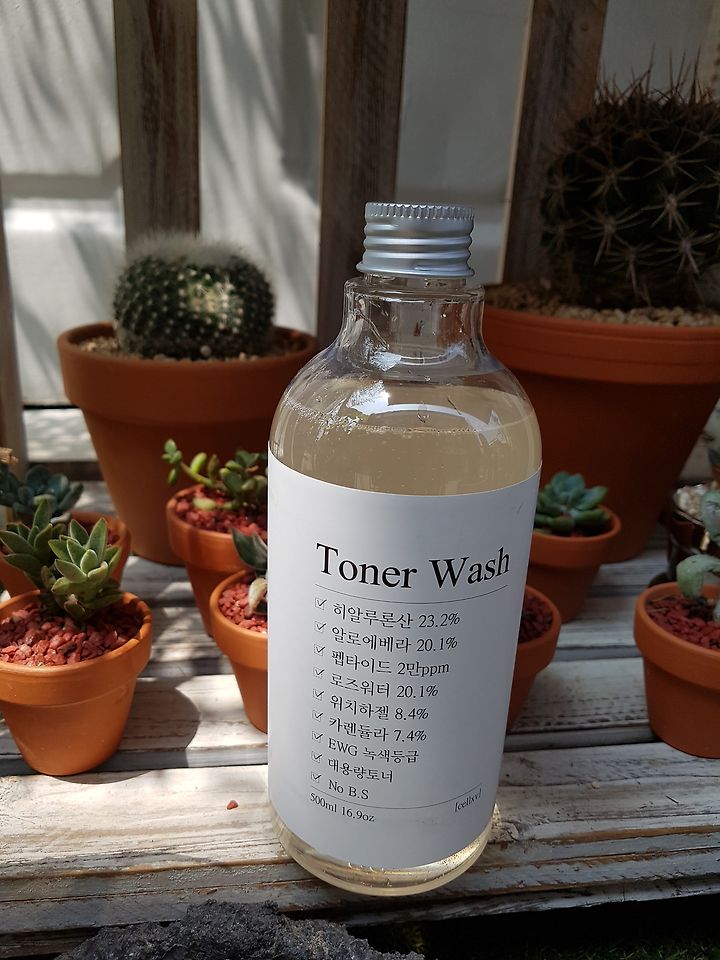 Toner Wash
히알루론산 23.2%
알로에베라 20.1%
펩타이드 2만ppm
로즈워터 20.1%
위치하젤 8.4%
카렌듈라 7.4%
EWG 녹색등급
대용량토너
No B.S
500ml 16.9oz
[cellxv]